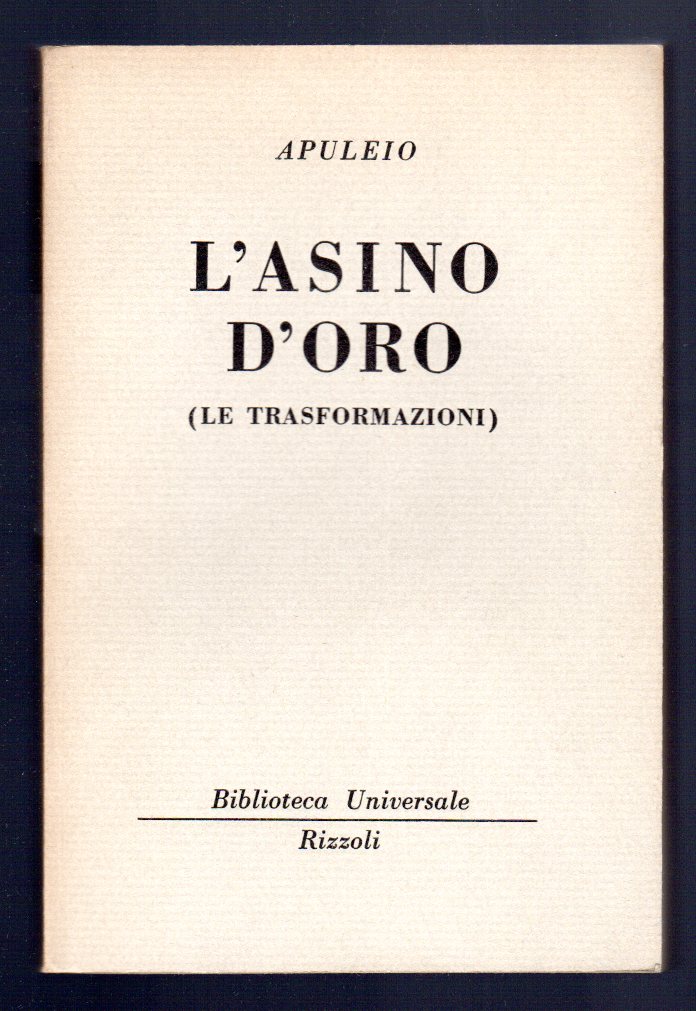 APULEIO
L’ASINO
D’ORO
(LE TRASFORMAZIONI)
Biblioteca Universale
Rizzoli